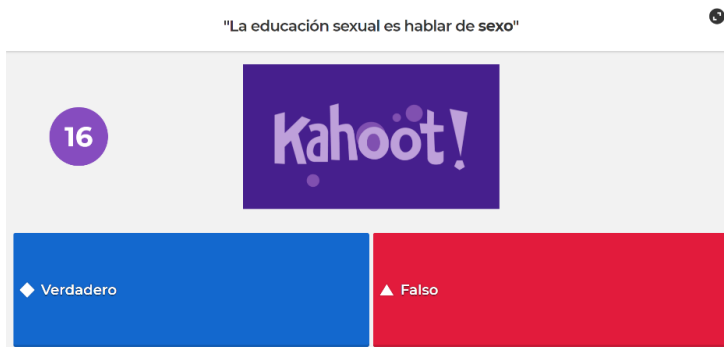 "La educación sexual es hablar de sexo"
16
Kahoot!
Verdadero
Falso